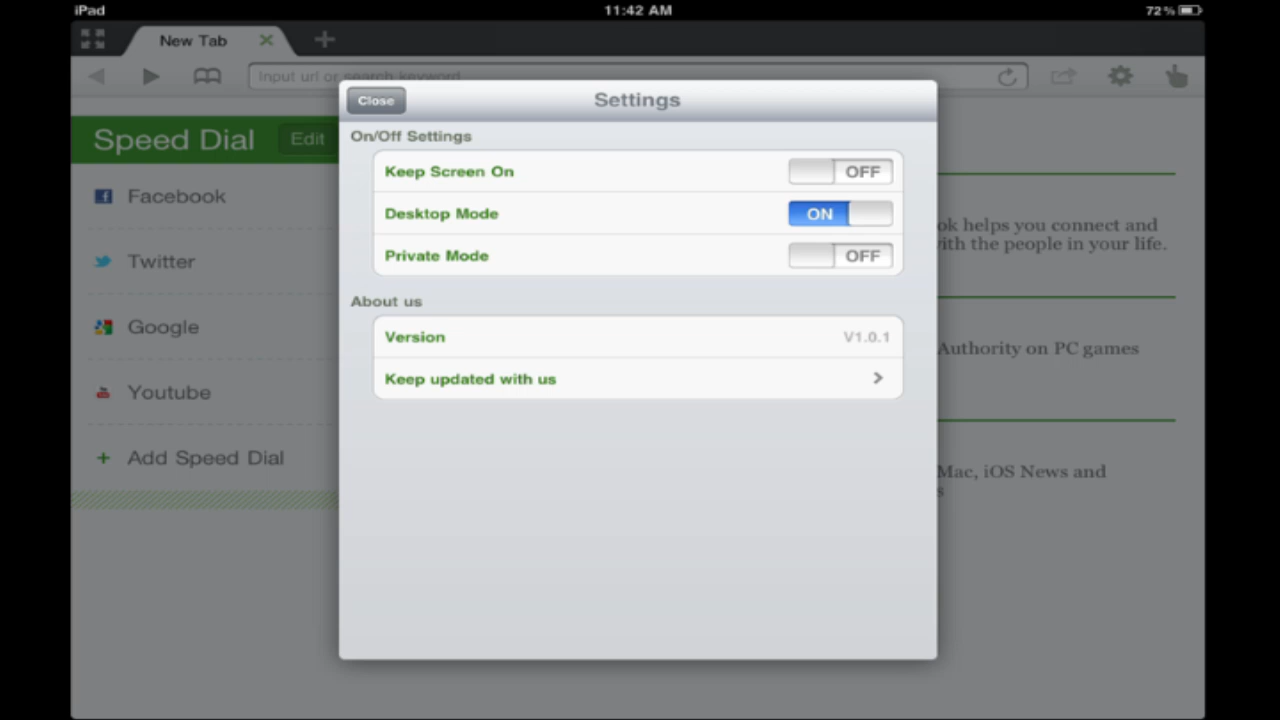 iPad 11:42 AM 72%
New Tab
Input url or search keyword
Close Settings
Speed Dial Edit
On/Off Settings
Keep Screen On OFF
Desktop Mode ON
Private Mode OFF
About us
Version V1.0.1
Keep updated with us
Facebook
Twitter
Google
Youtube
Add Speed Dial
helps you connect and
the people in your life.
Authority on PC games
Mac, iOS News and